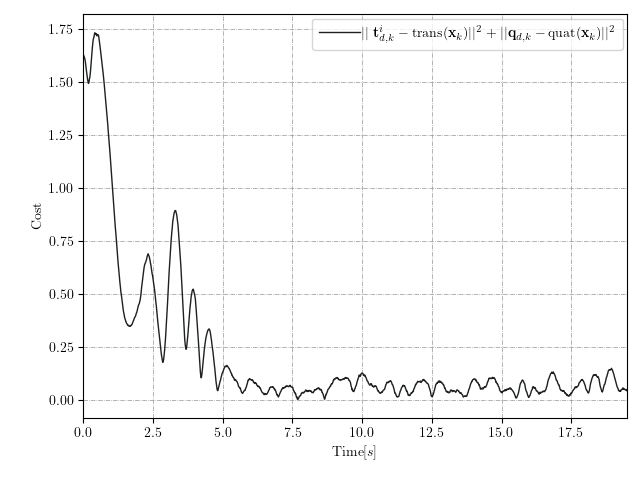 || t^i_{d,k} − trans(x_k)||^2 + ||q_{d,k} − quat(x_k)||^2
1.75
1.50
1.25
1.00
0.75
0.50
0.25
0.00
Cost
0.0 2.5 5.0 7.5 10.0 12.5 15.0 17.5
Time[s]